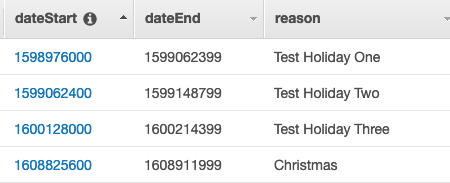 dateStart dateEnd reason
1598976000 1599062399 Test Holiday One
1599062400 1599148799 Test Holiday Two
1600128000 1600214399 Test Holiday Three
1608825600 1608911999 Christmas